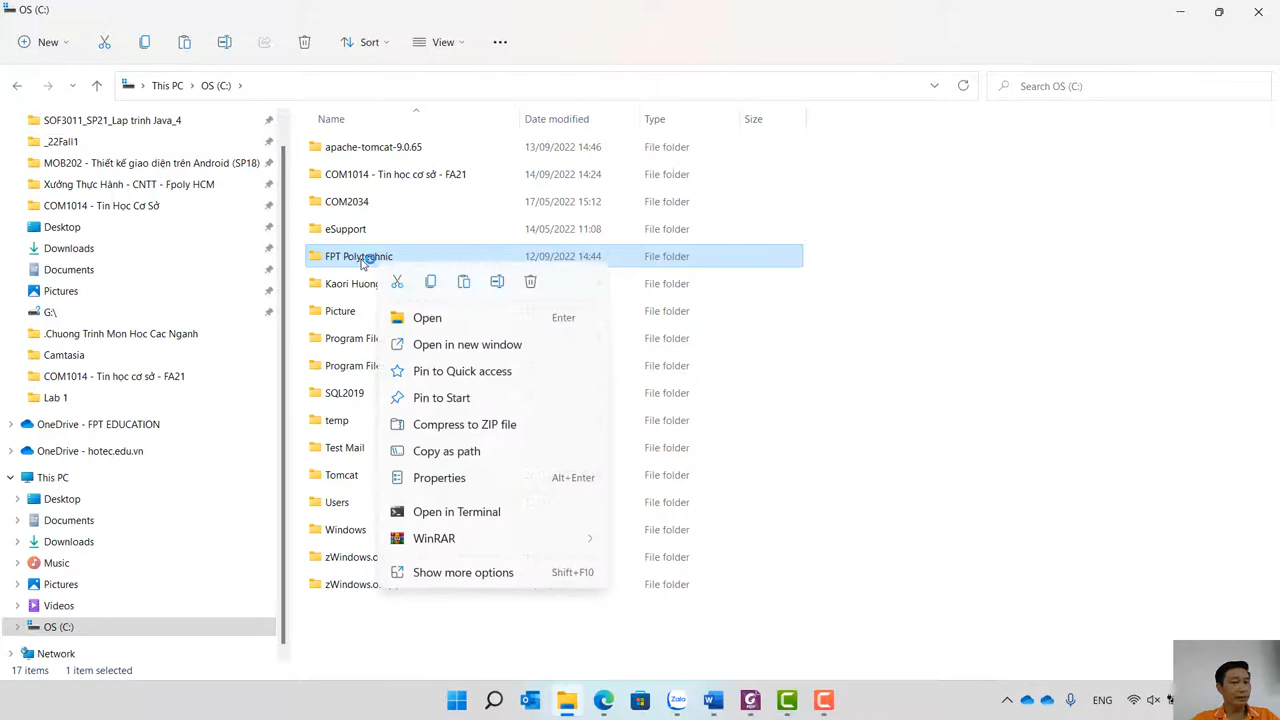 OS (C:)
New
Sort
View
This PC
OS (C:)
Search OS (C:)
SOF3011_SP21_Lap trinh Java_4
_22Fall1
MOB202 - Thiết kế giao diện trên Android (SP18)
Xưởng Thực Hành - CNTT - Fpoly HCM
COM1014 - Tin Học Cơ Sở
Desktop
Downloads
Documents
Pictures
G:\
.Chuong Trinh Mon Hoc Cac Nganh
Camtasia
COM1014 - Tin học cơ sở - FA21
Lab 1
OneDrive - FPT EDUCATION
OneDrive - hotec.edu.vn
This PC
Desktop
Documents
Downloads
Music
Pictures
Videos
OS (C:)
Network
Name Date modified Type Size
apache-tomcat-9.0.65 13/09/2022 14:46 File folder
COM1014 - Tin học cơ sở - FA21 14/09/2022 14:24 File folder
COM2034 17/05/2022 15:12 File folder
eSupport 14/05/2022 11:08 File folder
FPT Polytechnic 12/09/2022 14:44 File folder
Kaori Huong File folder
Picture File folder
Program File File folder
Program File File folder
SQL2019 File folder
temp File folder
Test Mail File folder
Tomcat File folder
Users File folder
Windows File folder
zWindows.o File folder
zWindows.o File folder
Open Enter
Open in new window
Pin to Quick access
Pin to Start
Compress to ZIP file
Copy as path
Properties Alt+Enter
Open in Terminal
WinRAR
Show more options Shift+F10
17 items 1 item selected
Zalo
ENG